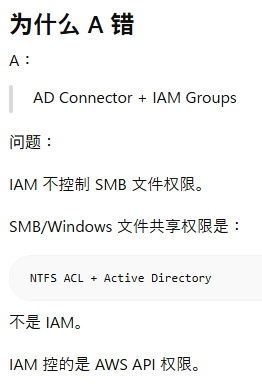 为什么 A 错
A：
AD Connector + IAM Groups
问题：
IAM 不控制 SMB 文件权限。
SMB/Windows 文件共享权限是：
NTFS ACL + Active Directory
不是 IAM。
IAM 控的是 AWS API 权限。